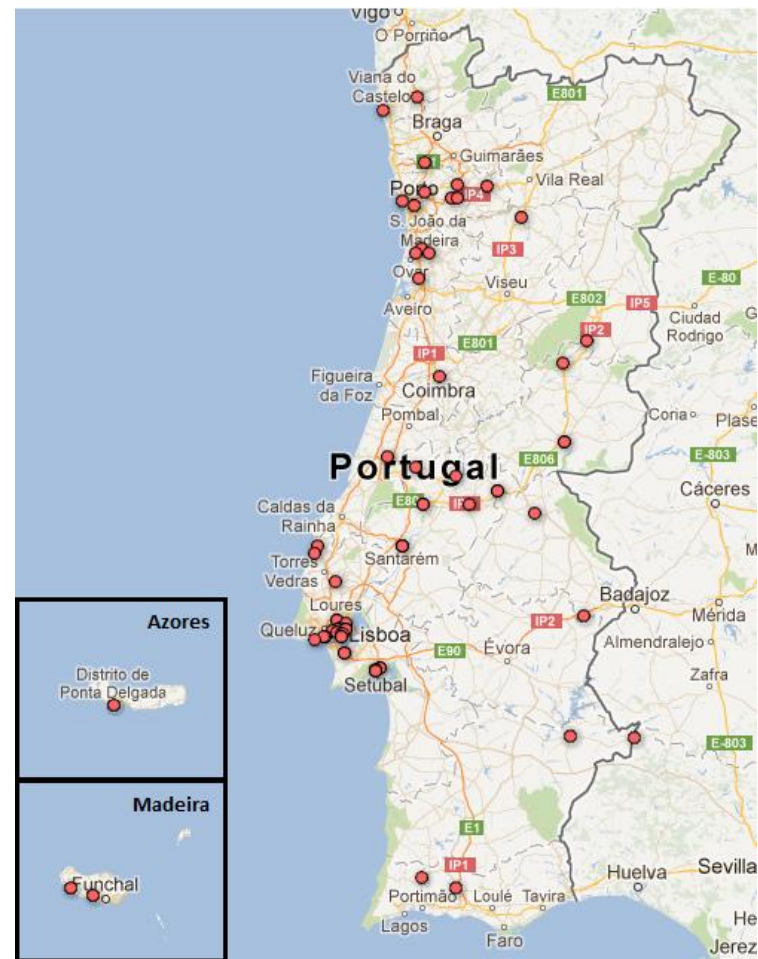 Vigo
O Porriño
Viana do
Castelo
E801
Braga
Guimarães
Vila Real
Porto
IP4
S. João da
Madeira
IP3
Ovar
Viseu
E-80
Aveiro
E802
IP5
Ciudad
Rodrigo
IP2
E801
IP1
Figueira
da Foz
Coimbra
Pombal
Coria
Plase
Portugal
E806
E-803
Cáceres
Caldas da
Rainha
Santarém
Torres
Vedras
Loures
Badajoz
Mérida
IP2
Queluz
Lisboa
Almendralejo
E90
Évora
Zafra
Setubal
Azores
Distrito de
Ponta Delgada
E-803
Madeira
Funchal
E1
IP1
Huelva
Sevilla
Portimão
Loulé
Tavira
Lagos
Faro
He
Jerez